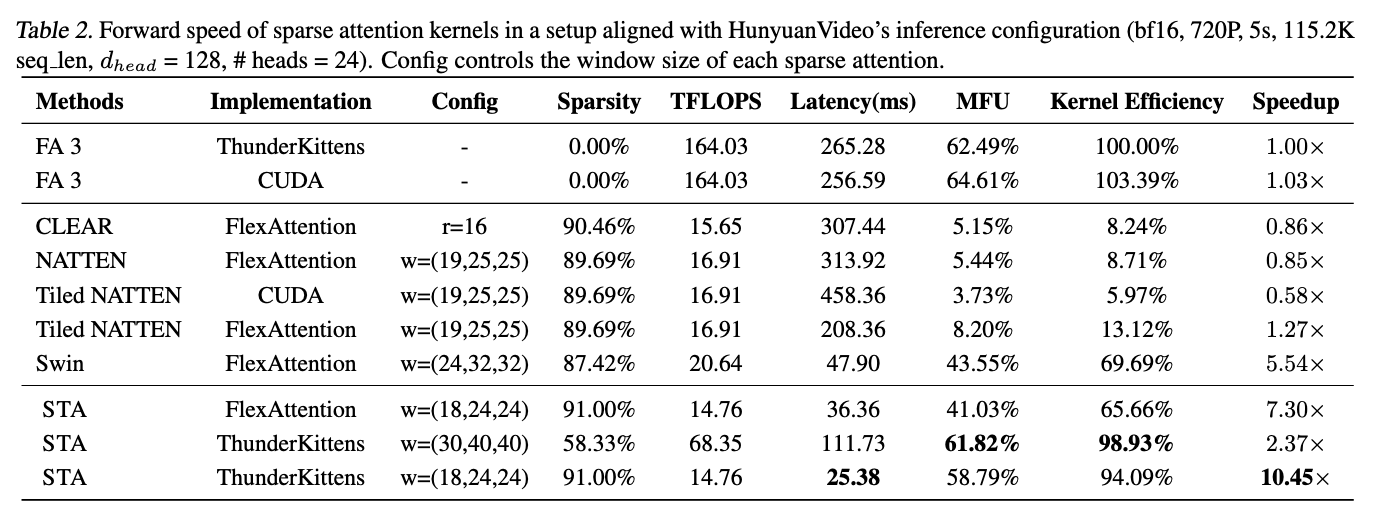 Table 2. Forward speed of sparse attention kernels in a setup aligned with HunyuanVideo's inference configuration (bf16, 720P, 5s, 115.2K
seq_len, d_head = 128, # heads = 24). Config controls the window size of each sparse attention.
Methods Implementation Config Sparsity TFLOPS Latency(ms) MFU Kernel Efficiency Speedup
FA 3 ThunderKittens - 0.00% 164.03 265.28 62.49% 100.00% 1.00×
FA 3 CUDA - 0.00% 164.03 256.59 64.61% 103.39% 1.03×
CLEAR FlexAttention r=16 90.46% 15.65 307.44 5.15% 8.24% 0.86×
NATTEN FlexAttention w=(19,25,25) 89.69% 16.91 313.92 5.44% 8.71% 0.85×
Tiled NATTEN CUDA w=(19,25,25) 89.69% 16.91 458.36 3.73% 5.97% 0.58×
Tiled NATTEN FlexAttention w=(19,25,25) 89.69% 16.91 208.36 8.20% 13.12% 1.27×
Swin FlexAttention w=(24,32,32) 87.42% 20.64 47.90 43.55% 69.69% 5.54×
STA FlexAttention w=(18,24,24) 91.00% 14.76 36.36 41.03% 65.66% 7.30×
STA ThunderKittens w=(30,40,40) 58.33% 68.35 111.73 61.82% 98.93% 2.37×
STA ThunderKittens w=(18,24,24) 91.00% 14.76 25.38 58.79% 94.09% 10.45×